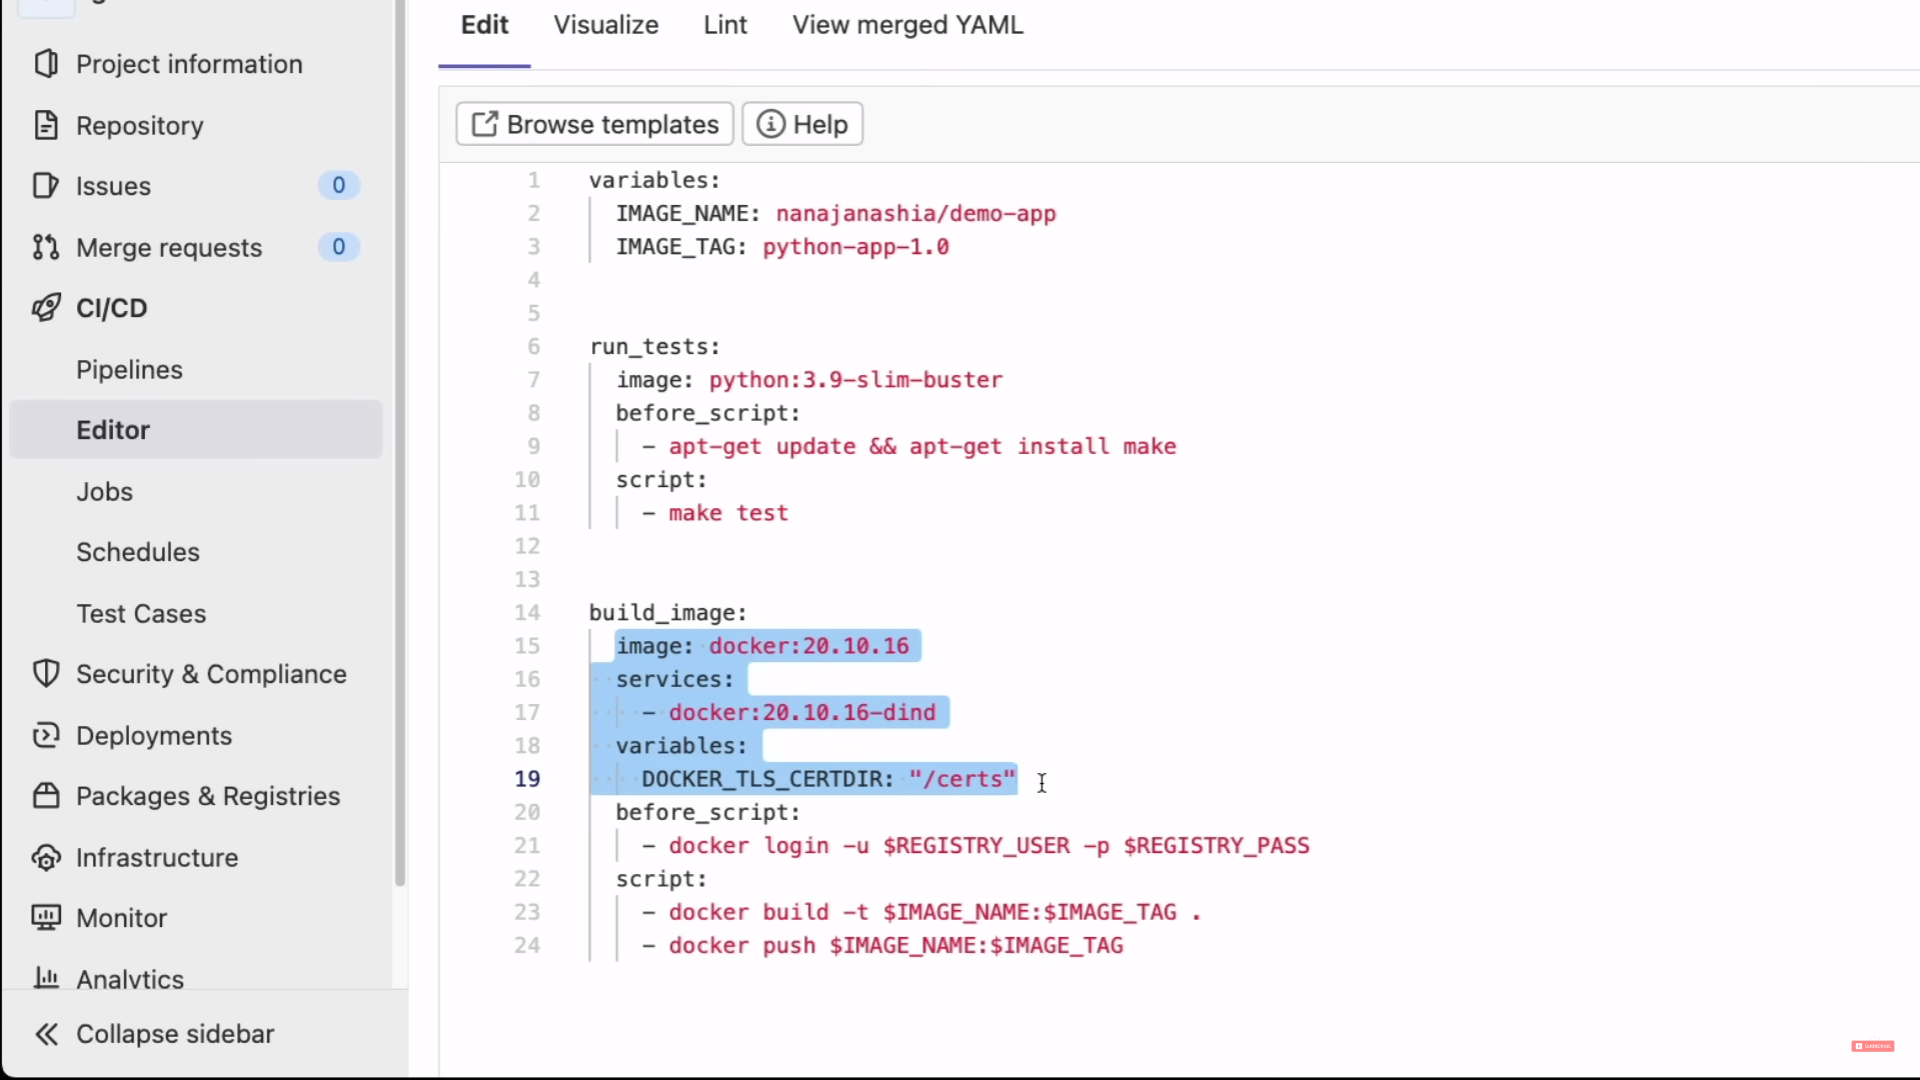 Project information
Repository
Issues 0
Merge requests 0
CI/CD
Pipelines
Editor
Jobs
Schedules
Test Cases
Security & Compliance
Deployments
Packages & Registries
Infrastructure
Monitor
Analytics
Collapse sidebar
Edit Visualize Lint View merged YAML
Browse templates Help
1 variables:
2 IMAGE_NAME: nanajanashia/demo-app
3 IMAGE_TAG: python-app-1.0
4
5
6 run_tests:
7 image: python:3.9-slim-buster
8 before_script:
9 - apt-get update && apt-get install make
10 script:
11 - make test
12
13
14 build_image:
15 image: docker:20.10.16
16 services:
17 - docker:20.10.16-dind
18 variables:
19 DOCKER_TLS_CERTDIR: "/certs"
20 before_script:
21 - docker login -u $REGISTRY_USER -p $REGISTRY_PASS
22 script:
23 - docker build -t $IMAGE_NAME:$IMAGE_TAG .
24 - docker push $IMAGE_NAME:$IMAGE_TAG
SUBSCRIBE